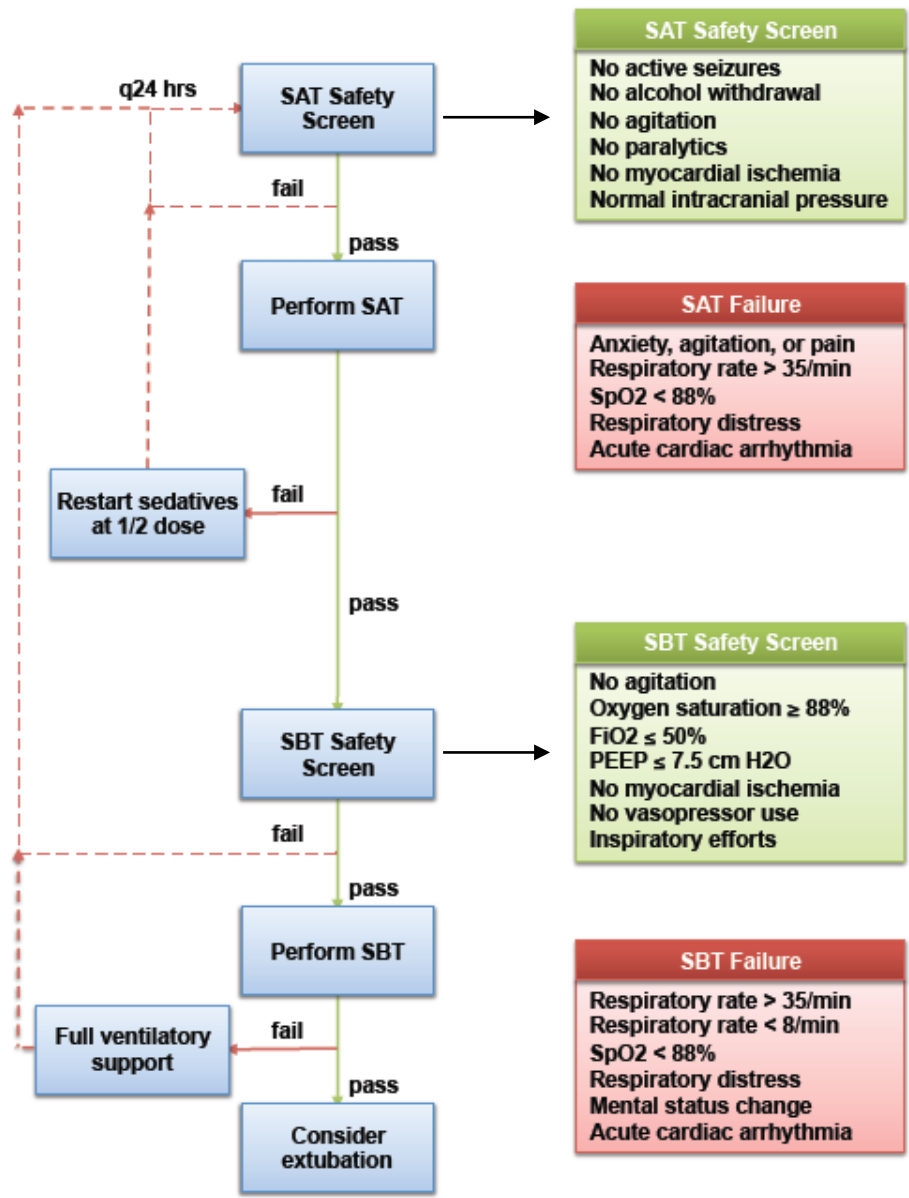 q24 hrs
SAT Safety
Screen
fail
pass
Perform SAT
Restart sedatives
at 1/2 dose
fail
pass
SBT Safety
Screen
fail
pass
Perform SBT
Full ventilatory
support
fail
pass
Consider
extubation
SAT Safety Screen
No active seizures
No alcohol withdrawal
No agitation
No paralytics
No myocardial ischemia
Normal intracranial pressure
SAT Failure
Anxiety, agitation, or pain
Respiratory rate > 35/min
SpO2 < 88%
Respiratory distress
Acute cardiac arrhythmia
SBT Safety Screen
No agitation
Oxygen saturation ≥ 88%
FiO2 ≤ 50%
PEEP ≤ 7.5 cm H2O
No myocardial ischemia
No vasopressor use
Inspiratory efforts
SBT Failure
Respiratory rate > 35/min
Respiratory rate < 8/min
SpO2 < 88%
Respiratory distress
Mental status change
Acute cardiac arrhythmia